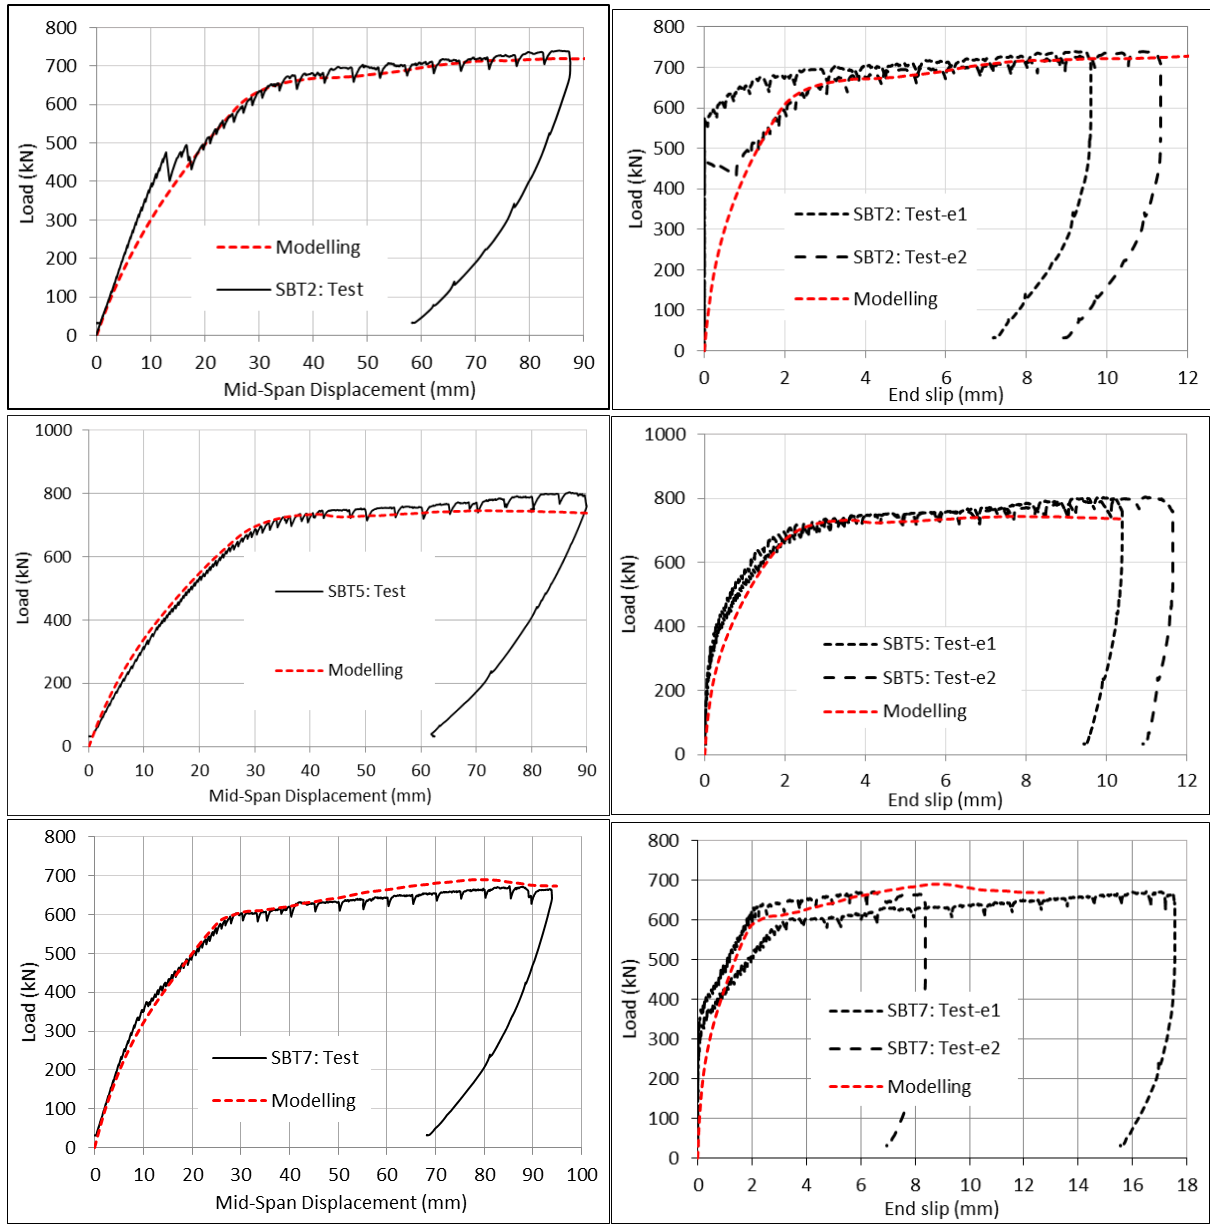 800
700
600
500
400
300
200
100
0
Load (kN)
Modelling
SBT2: Test
0 10 20 30 40 50 60 70 80 90
Mid-Span Displacement (mm)
800
700
600
500
400
300
200
100
0
Load (kN)
SBT2: Test-e1
SBT2: Test-e2
Modelling
0 2 4 6 8 10 12
End slip (mm)
1000
800
600
400
200
0
Load (kN)
SBT5: Test
Modelling
0 10 20 30 40 50 60 70 80 90
Mid-Span Displacement (mm)
1000
800
600
400
200
0
Load (kN)
SBT5: Test-e1
SBT5: Test-e2
Modelling
0 2 4 6 8 10 12
End slip (mm)
800
700
600
500
400
300
200
100
0
Load (kN)
SBT7: Test
Modelling
0 10 20 30 40 50 60 70 80 90 100
Mid-Span Displacement (mm)
800
700
600
500
400
300
200
100
0
Load (kN)
SBT7: Test-e1
SBT7: Test-e2
Modelling
0 2 4 6 8 10 12 14 16 18
End slip (mm)